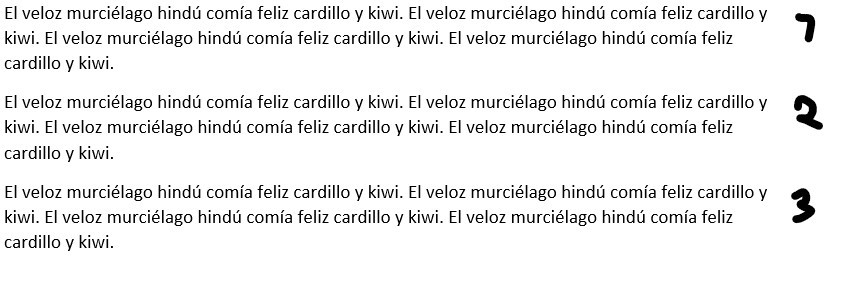 El veloz murciélago hindú comía feliz cardillo y kiwi. El veloz murciélago hindú comía feliz cardillo y
kiwi. El veloz murciélago hindú comía feliz cardillo y kiwi. El veloz murciélago hindú comía feliz
cardillo y kiwi.
1
El veloz murciélago hindú comía feliz cardillo y kiwi. El veloz murciélago hindú comía feliz cardillo y
kiwi. El veloz murciélago hindú comía feliz cardillo y kiwi. El veloz murciélago hindú comía feliz
cardillo y kiwi.
2
El veloz murciélago hindú comía feliz cardillo y kiwi. El veloz murciélago hindú comía feliz cardillo y
kiwi. El veloz murciélago hindú comía feliz cardillo y kiwi. El veloz murciélago hindú comía feliz
cardillo y kiwi.
3